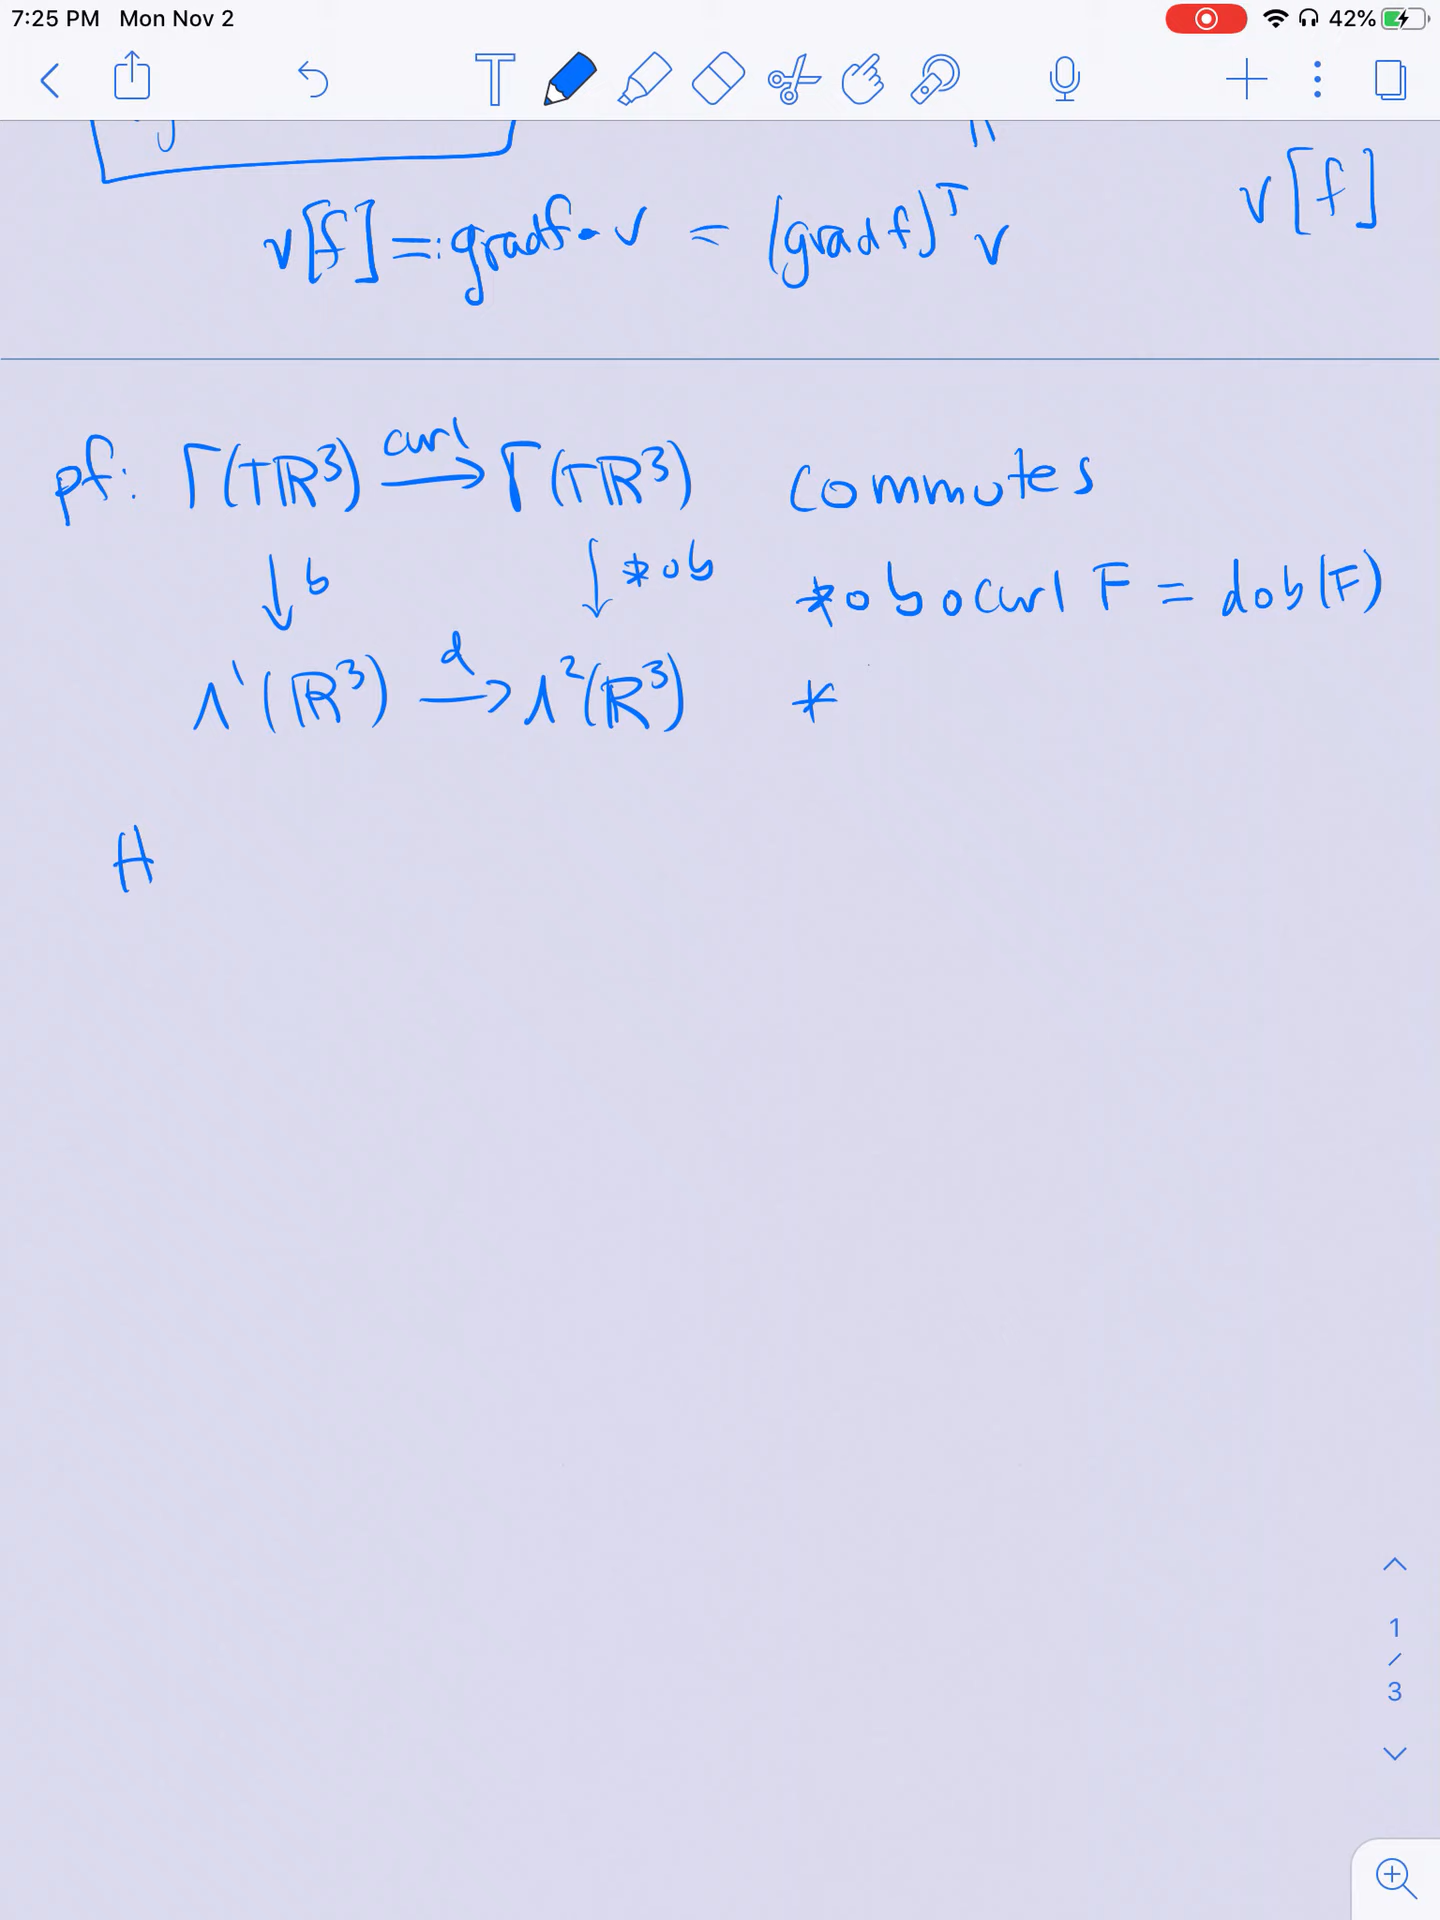 7:25 PM Mon Nov 2
42%
T
v[f]
v[f] =: gradf • v = (grad f)ᵀ v
pf: Γ(Tℝ³) curl→ Γ(Tℝ³) commutes
↓ ♭ ↓ *∘♭ *∘♭∘curl F = d∘♭(F)
Λ¹(ℝ³) d→ Λ²(ℝ³) *
H
1
/
3